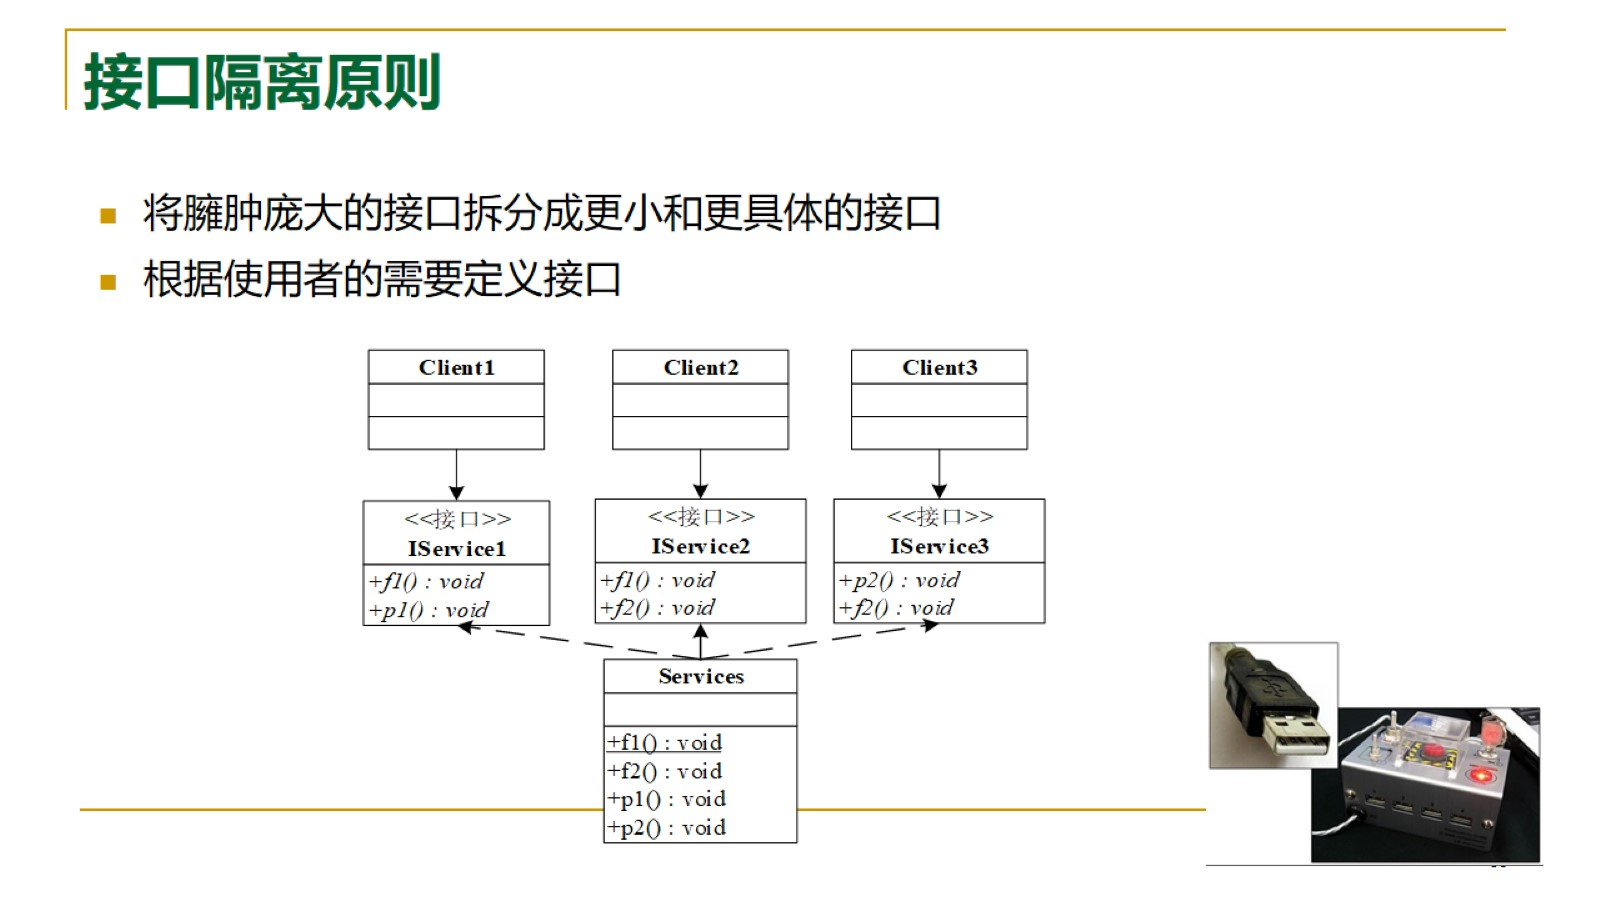 接口隔离原则
将臃肿庞大的接口拆分成更小和更具体的接口
根据使用者的需要定义接口
Client1
Client2
Client3
<<接口>>
IService1
+f1() : void
+p1() : void
<<接口>>
IService2
+f1() : void
+f2() : void
<<接口>>
IService3
+p2() : void
+f2() : void
Services
+f1() : void
+f2() : void
+p1() : void
+p2() : void